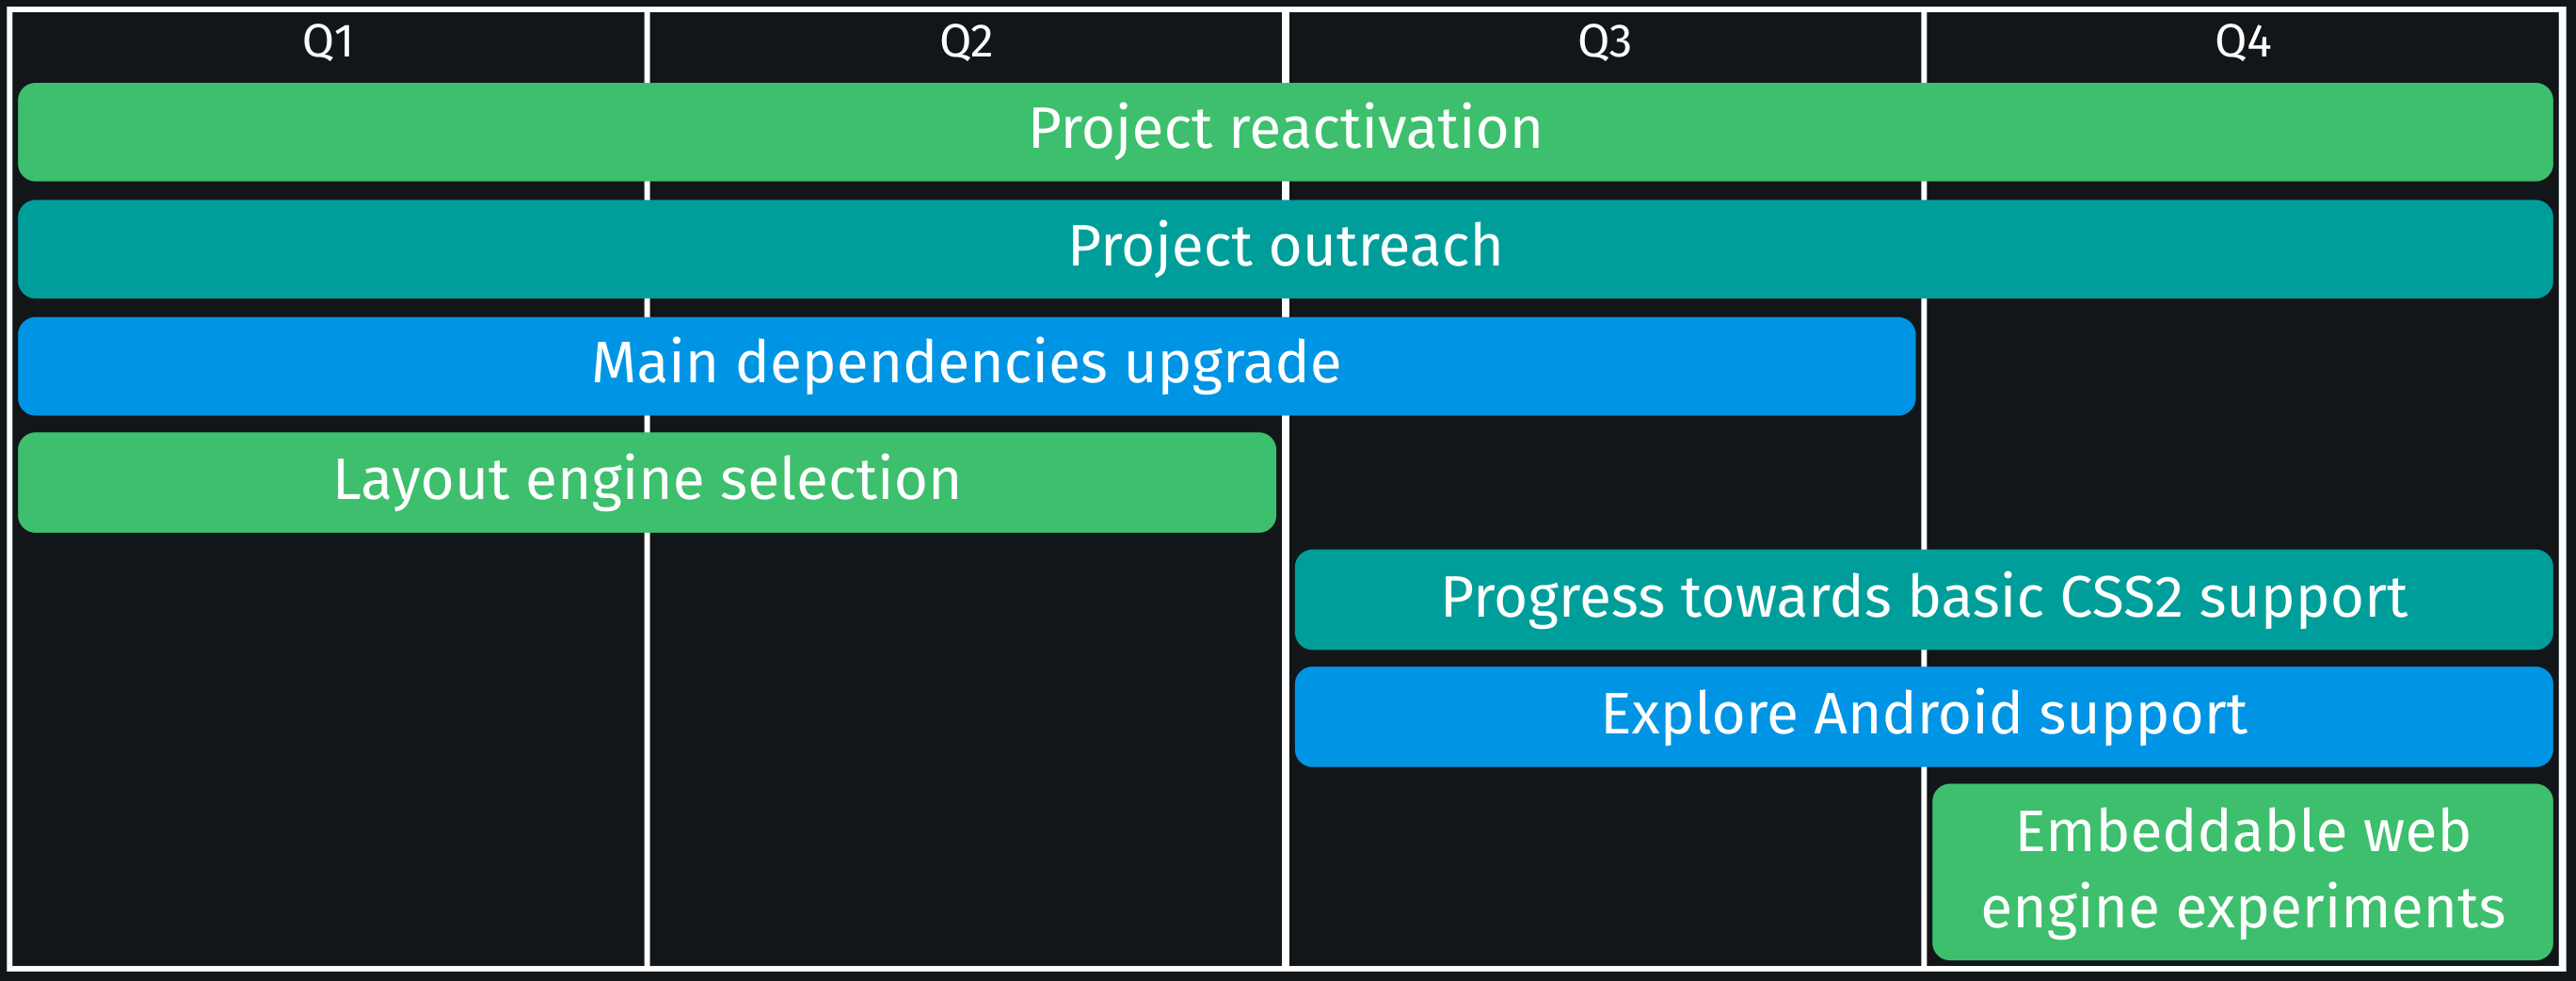 Q1 Q2 Q3 Q4
Project reactivation
Project outreach
Main dependencies upgrade
Layout engine selection
Progress towards basic CSS2 support
Explore Android support
Embeddable web
engine experiments